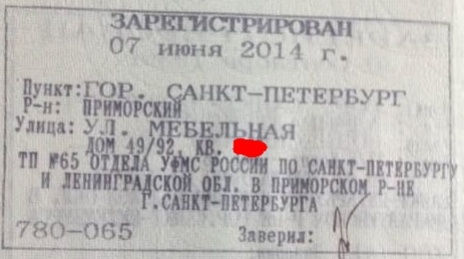 ЗАРЕГИСТРИРОВАН
07 июня 2014 г.
Пункт: ГОР. САНКТ-ПЕТЕРБУРГ
Р-н: ПРИМОРСКИЙ
Улица: УЛ. МЕБЕЛЬНАЯ
ДОМ 49/92, КВ.
ТП №65 ОТДЕЛА УФМС РОССИИ ПО САНКТ-ПЕТЕРБУРГУ
И ЛЕНИНГРАДСКОЙ ОБЛ. В ПРИМОРСКОМ Р-НЕ
Г.САНКТ-ПЕТЕРБУРГА
780-065 Заверил: